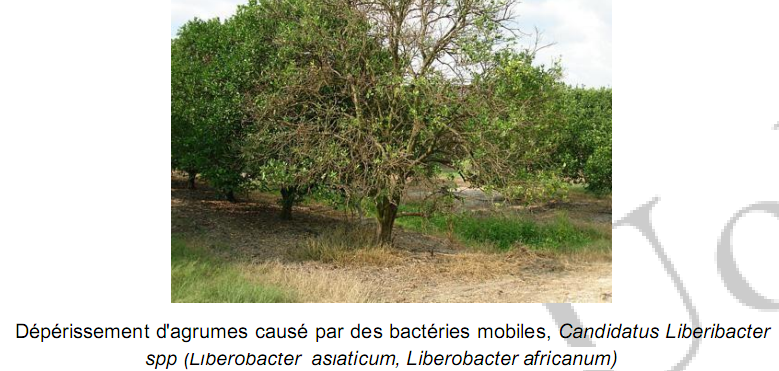 Dépérissement d'agrumes causé par des bactéries mobiles, Candidatus Liberibacter
spp (Liberobacter asiaticum, Liberobacter africanum)